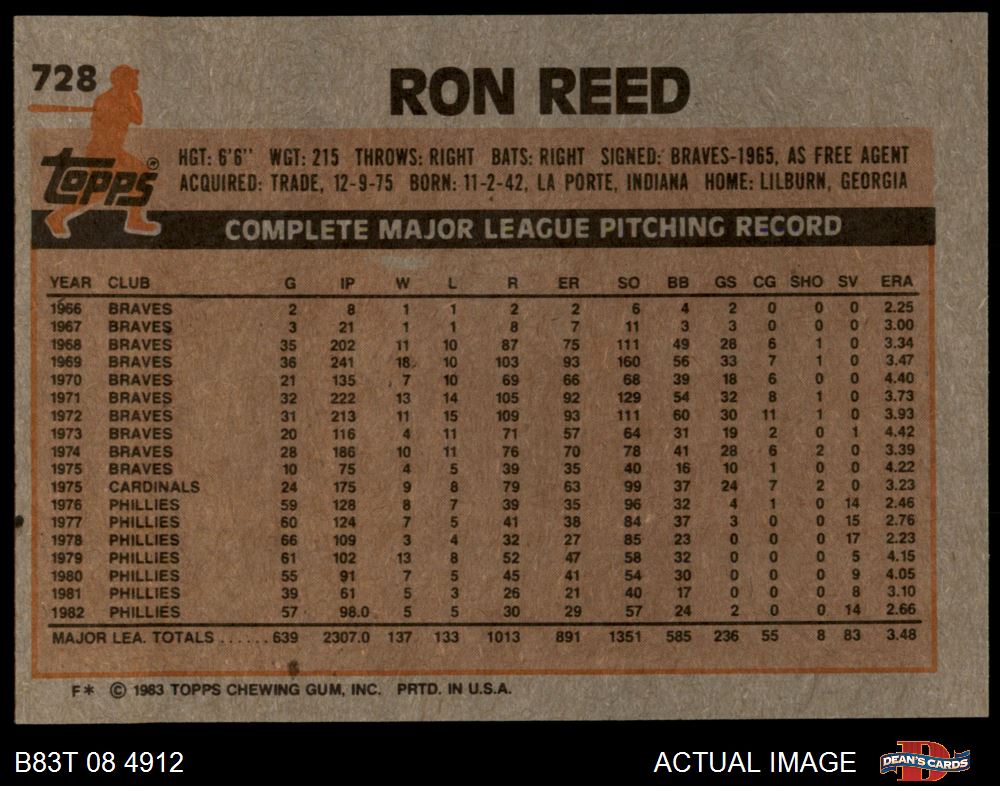 728
RON REED
topps ®
HGT: 6'6" WGT: 215 THROWS: RIGHT BATS: RIGHT SIGNED: BRAVES-1965, AS FREE AGENT
ACQUIRED: TRADE, 12-9-75 BORN: 11-2-42, LA PORTE, INDIANA HOME: LILBURN, GEORGIA
COMPLETE MAJOR LEAGUE PITCHING RECORD
YEAR CLUB G IP W L R ER SO BB GS CG SHO SV ERA
1966 BRAVES 2 8 1 1 2 2 6 4 2 0 0 0 2.25
1967 BRAVES 3 21 1 1 8 7 11 3 3 0 0 0 3.00
1968 BRAVES 35 202 11 10 87 75 111 49 28 6 1 0 3.34
1969 BRAVES 36 241 18 10 103 93 160 56 33 7 1 0 3.47
1970 BRAVES 21 135 7 10 69 66 68 39 18 6 0 0 4.40
1971 BRAVES 32 222 13 14 105 92 129 54 32 8 1 0 3.73
1972 BRAVES 31 213 11 15 109 93 111 60 30 11 1 0 3.93
1973 BRAVES 20 116 4 11 71 57 64 31 19 2 0 1 4.42
1974 BRAVES 28 186 10 11 76 70 78 41 28 6 2 0 3.39
1975 BRAVES 10 75 4 5 39 35 40 16 10 1 0 0 4.22
1975 CARDINALS 24 175 9 8 79 63 99 37 24 7 2 0 3.23
1976 PHILLIES 59 128 8 7 39 35 96 32 4 1 0 14 2.46
1977 PHILLIES 60 124 7 5 41 38 84 37 3 0 0 15 2.76
1978 PHILLIES 66 109 3 4 32 27 85 23 0 0 0 17 2.23
1979 PHILLIES 61 102 13 8 52 47 58 32 0 0 0 5 4.15
1980 PHILLIES 55 91 7 5 45 41 54 30 0 0 0 9 4.05
1981 PHILLIES 39 61 5 3 26 21 40 17 0 0 0 8 3.10
1982 PHILLIES 57 98.0 5 5 30 29 57 24 2 0 0 14 2.66
MAJOR LEA. TOTALS ...... 639 2307.0 137 133 1013 891 1351 585 236 55 8 83 3.48
F* © 1983 TOPPS CHEWING GUM, INC. PRTD. IN U.S.A.
B83T 08 4912 ACTUAL IMAGE D DEAN'S CARDS